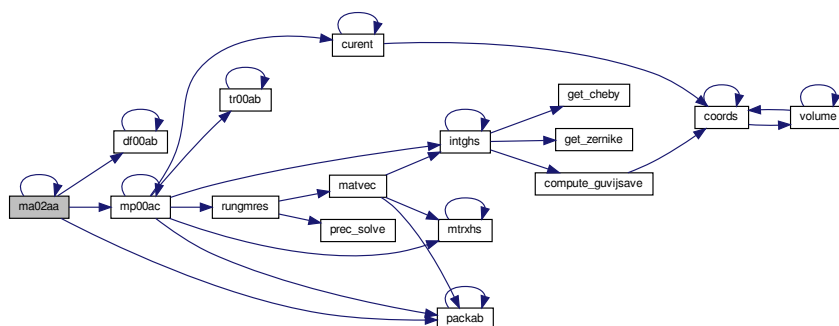 curent
tr00ab
get_cheby
coords
volume
df00ab
intghs
get_zernike
matvec
compute_guvijsave
ma02aa
mp00ac
rungmres
prec_solve
mtrxhs
packab